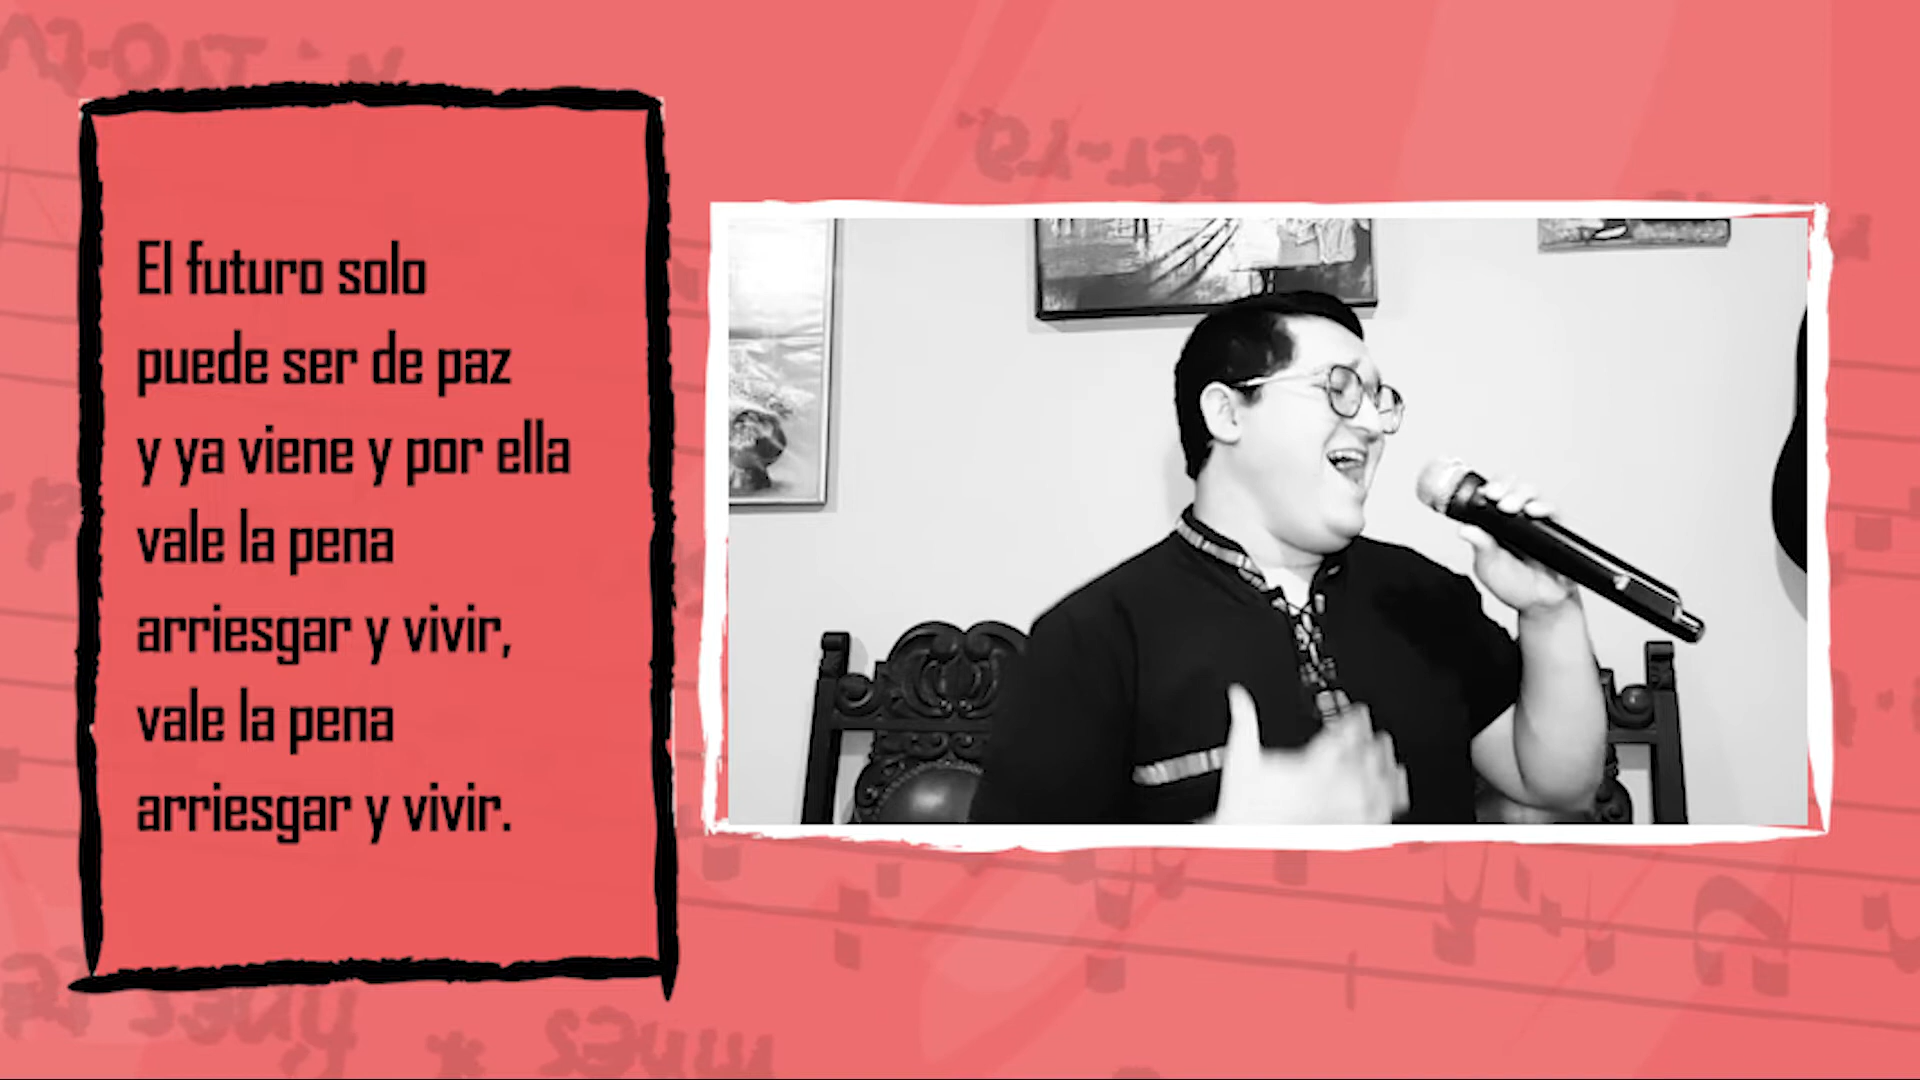 El futuro solo
puede ser de paz
y ya viene y por ella
vale la pena
arriesgar y vivir,
vale la pena
arriesgar y vivir.